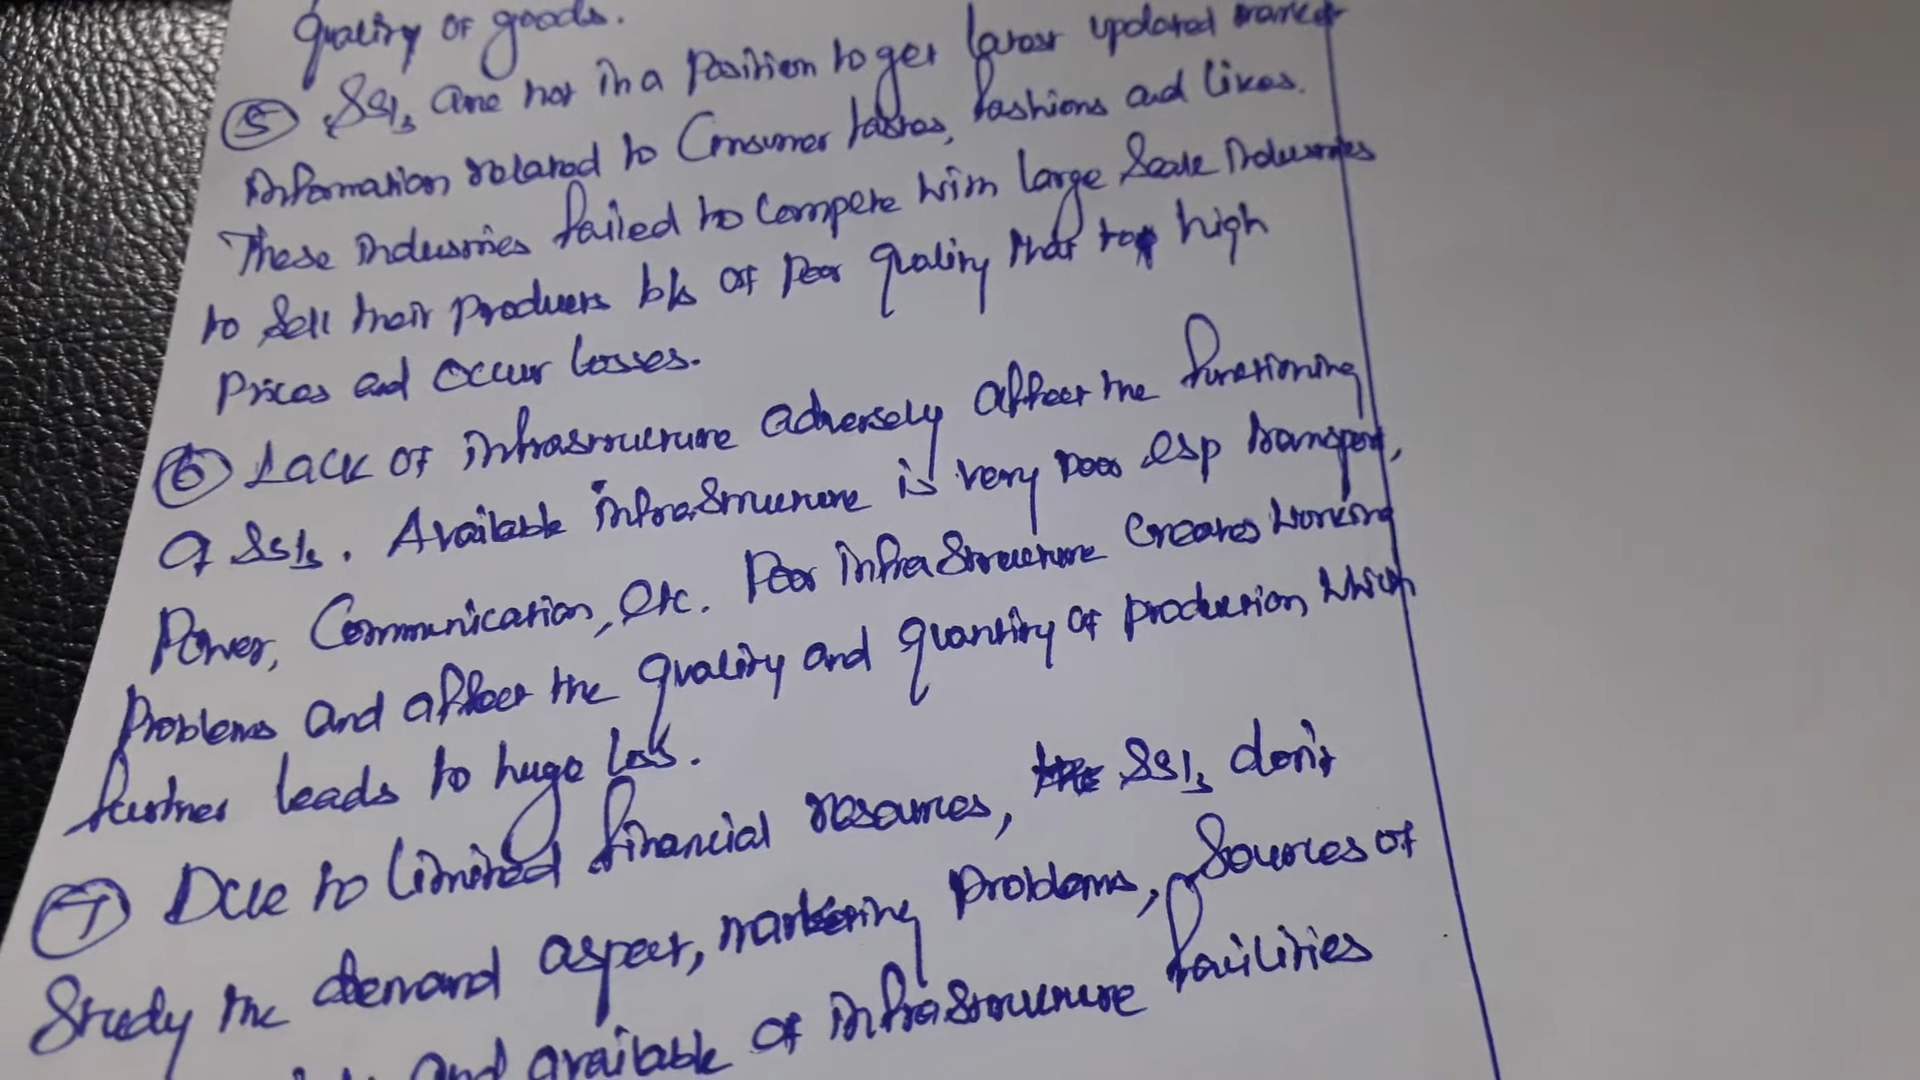 Quality of goods.
⑤ SSIs are not in a position to get latest updated market
information related to Consumer tastes, fashions and likes.
These industries failed to compete with large Scale Industries
to Sell their Products b/s of Poor quality that too high
Prices and Occur losses.
⑥ Lack of infrastructure adversely affect the functioning
of SSIs. Available infrastructure is very Poor esp transport,
Power, Communication, etc. Poor infrastructure Creates working
Problems and affect the quality and quantity of production, which
further leads to huge loss.
⑦ Due to limited financial resources, the SSIs don't
Study the demand aspect, marketing Problems, Sources of
and available of infrastructure facilities